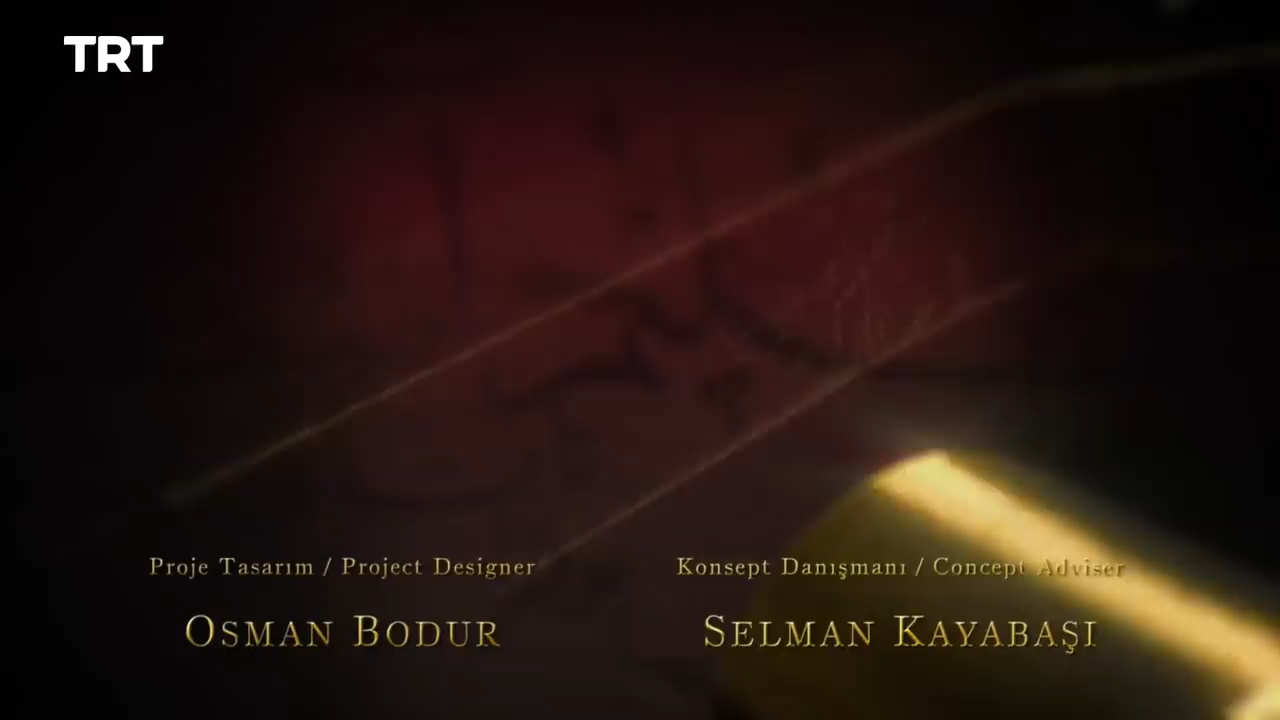 TRT
Proje Tasarım / Project Designer
OSMAN BODUR
Konsept Danışmanı / Concept Adviser
SELMAN KAYABAŞI